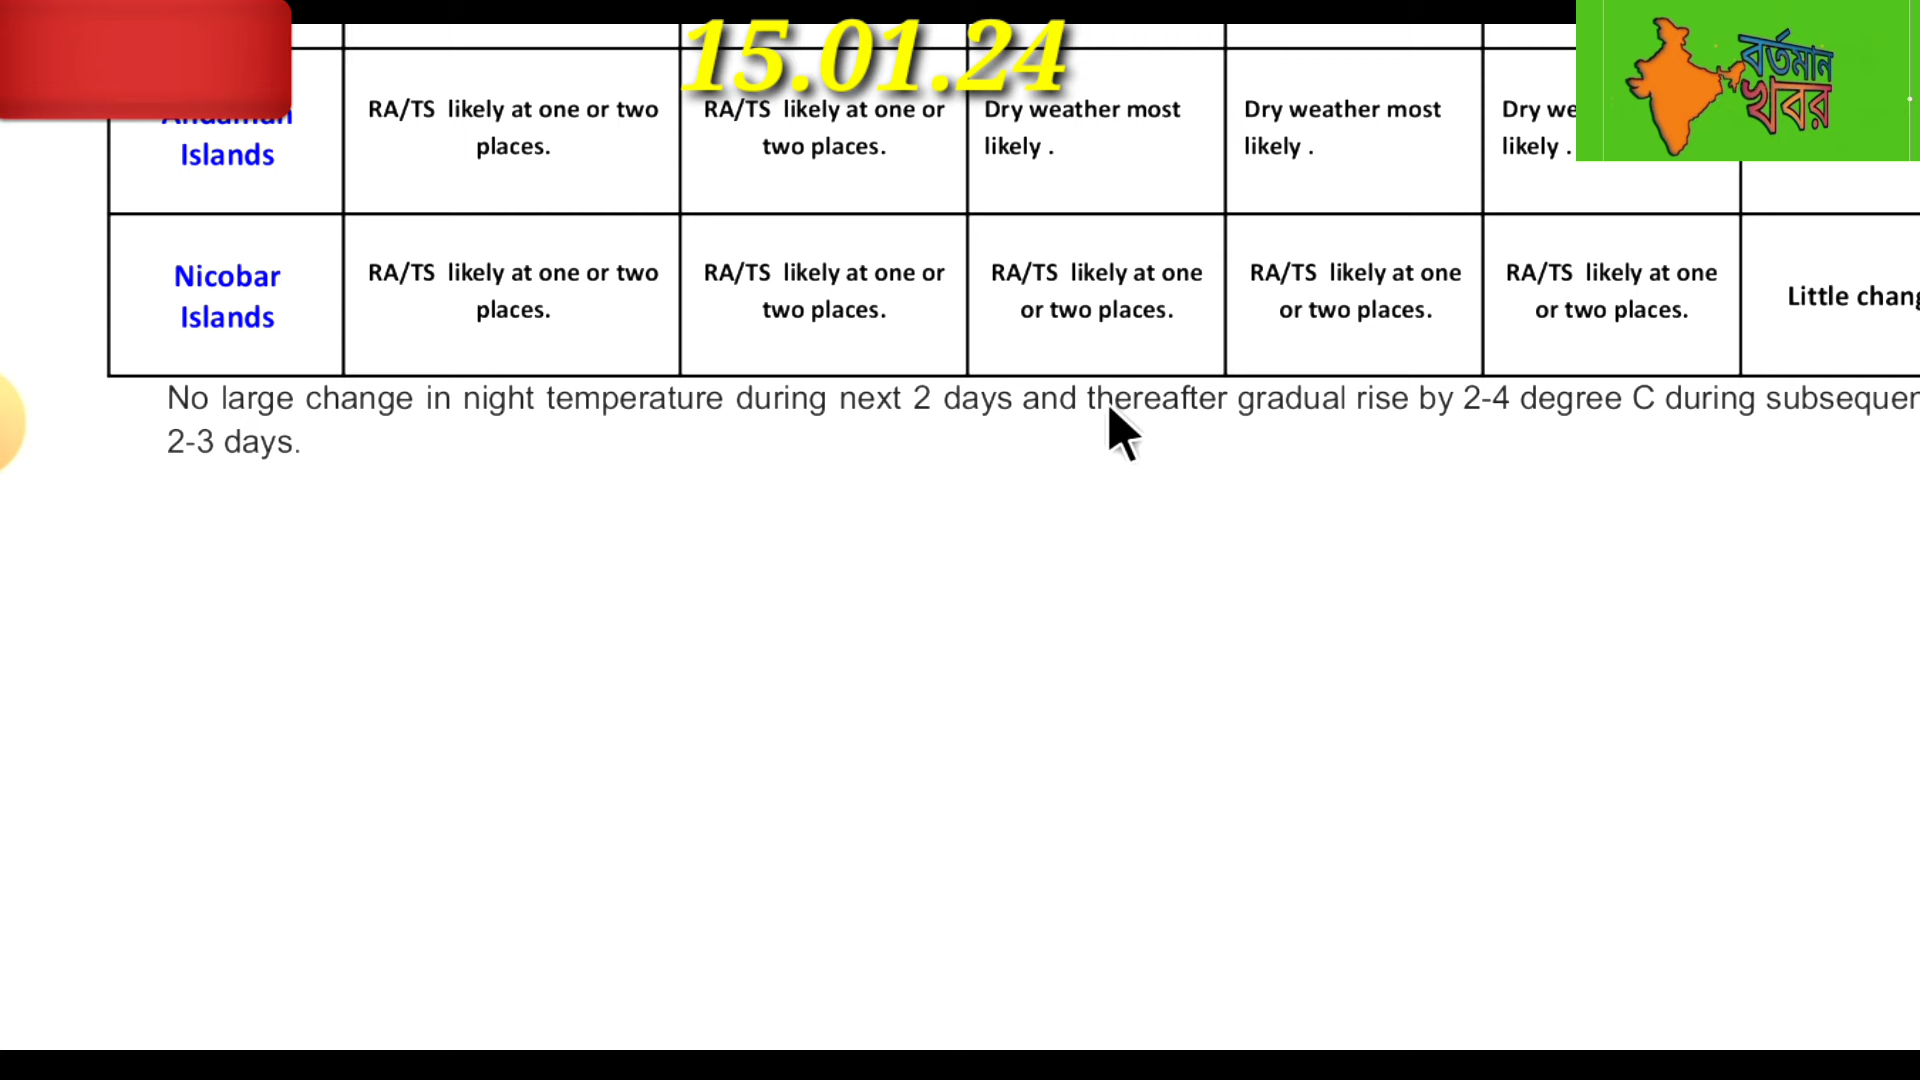 15.01.24
বর্তমান
খবর
Andaman
Islands
RA/TS likely at one or two
places.
RA/TS likely at one or
two places.
Dry weather most
likely .
Dry weather most
likely .
Dry
likely .
Nicobar
Islands
RA/TS likely at one or two
places.
RA/TS likely at one or
two places.
RA/TS likely at one
or two places.
RA/TS likely at one
or two places.
RA/TS likely at one
or two places.
Little
No large change in night temperature during next 2 days and thereafter gradual rise by 2-4 degree C during
2-3 days.